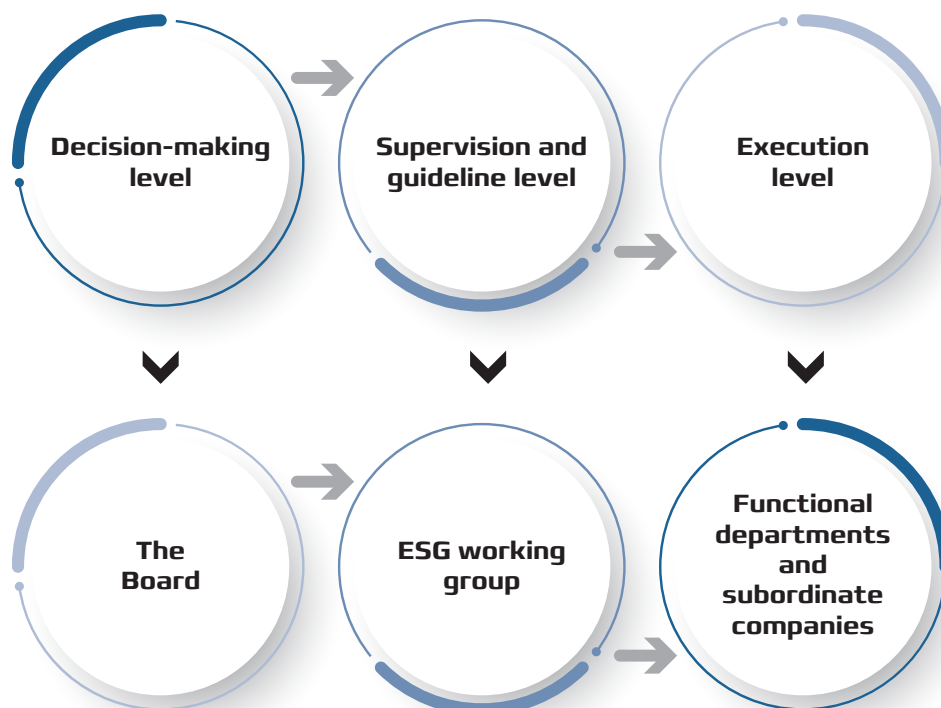 Decision-making
level
Supervision and
guideline level
Execution
level
The
Board
ESG working
group
Functional
departments
and
subordinate
companies